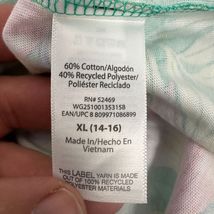 60% Cotton/Algodón
40% Recycled Polyester/
Poliéster Reciclado
RN# 52469
WG251001353158
EAN/UPC 8 809971086899
XL (14-16)
Made In/Hecho En
Vietnam
THIS LABEL YARN IS MADE
OUT OF 100% RECYCLED
POLYESTER